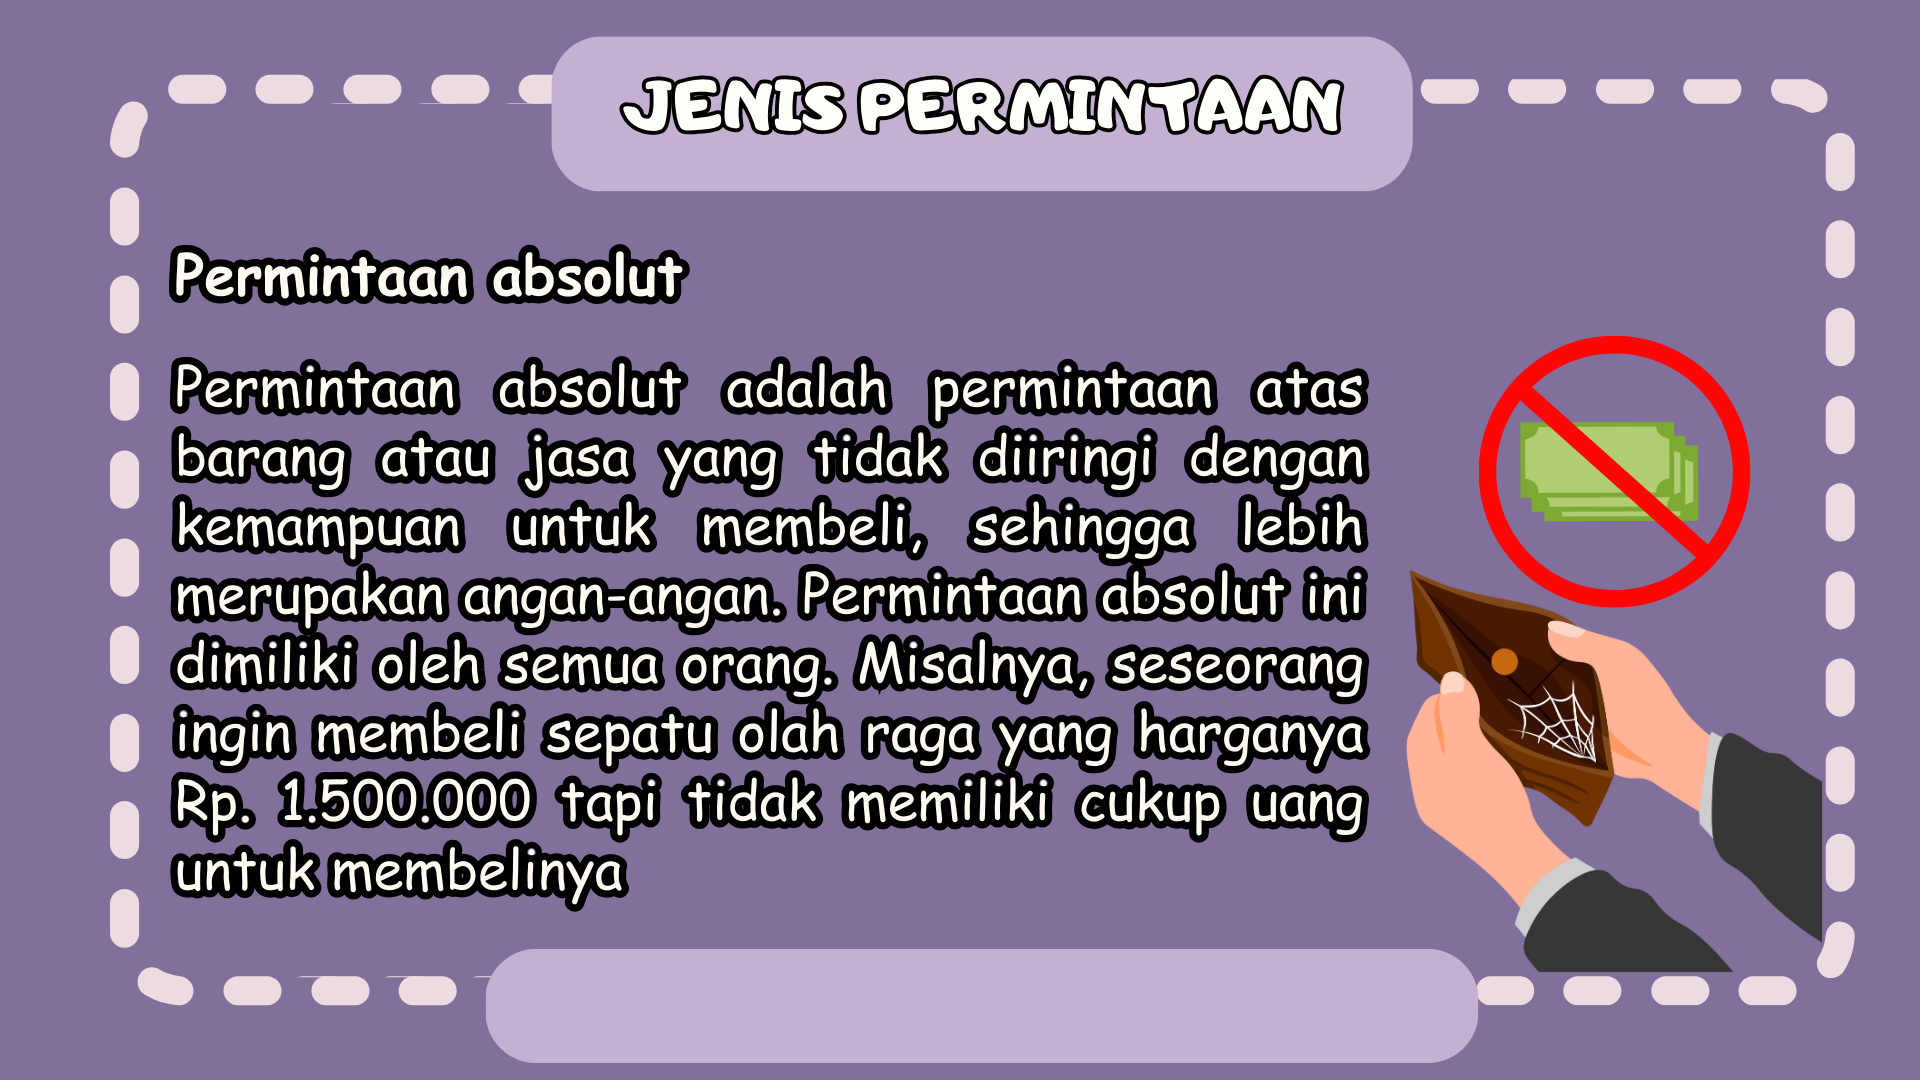 JENIS PERMINTAAN
Permintaan absolut
Permintaan absolut adalah permintaan atas
barang atau jasa yang tidak diiringi dengan
kemampuan untuk membeli, sehingga lebih
merupakan angan-angan. Permintaan absolut ini
dimiliki oleh semua orang. Misalnya, seseorang
ingin membeli sepatu olah raga yang harganya
Rp. 1.500.000 tapi tidak memiliki cukup uang
untuk membelinya